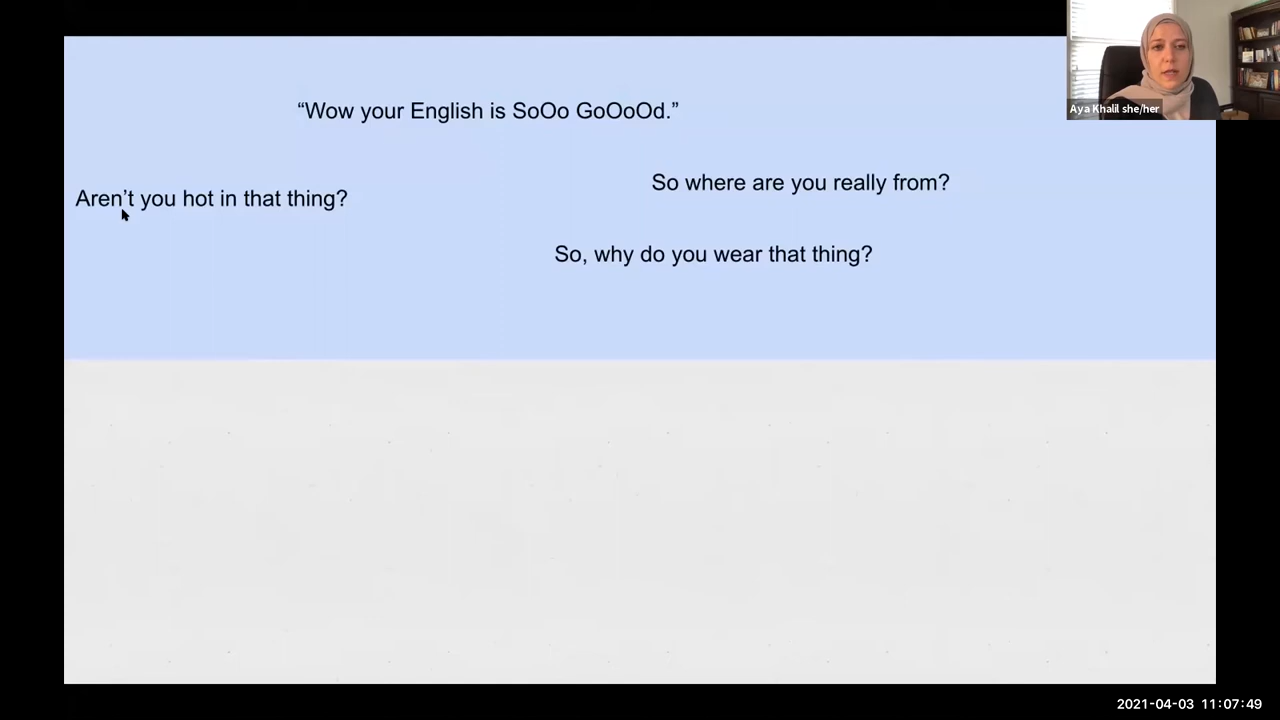 “Wow your English is SoOo GoOoOd.”
Aya Khalil she/her
So where are you really from?
Aren’t you hot in that thing?
So, why do you wear that thing?
2021-04-03 11:07:49